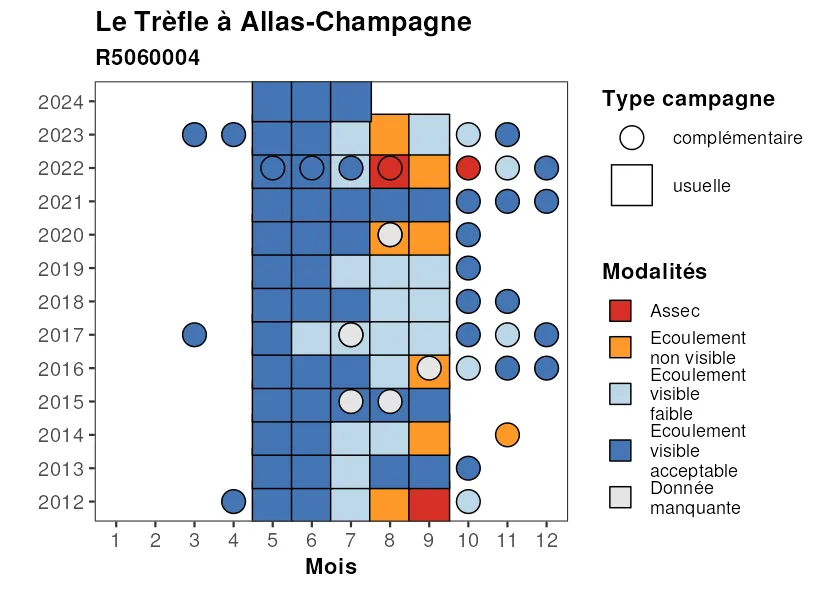 Le Trèfle à Allas-Champagne
R5060004
2024
2023
2022
2021
2020
2019
2018
2017
2016
2015
2014
2013
2012
1 2 3 4 5 6 7 8 9 10 11 12
Mois
Type campagne
complémentaire
usuelle
Modalités
Assec
Ecoulement
non visible
Ecoulement
visible
faible
Ecoulement
visible
acceptable
Donnée
manquante